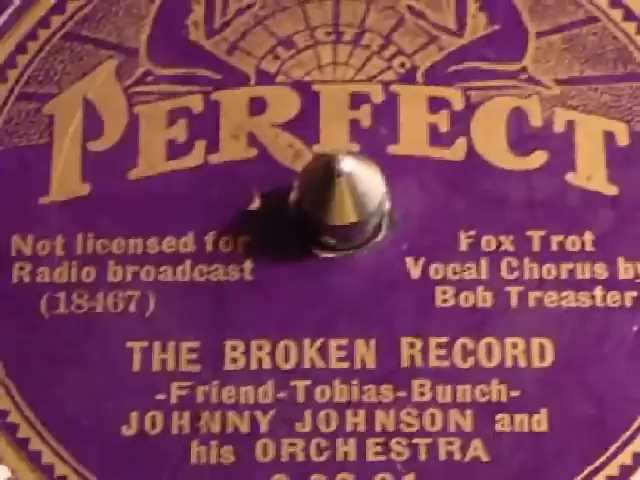 ELECTRIC
PERFECT
Not licensed for
Radio broadcast
(18467)
Fox Trot
Vocal Chorus by
Bob Treaster
THE BROKEN RECORD
-Friend-Tobias-Bunch-
JOHNNY JOHNSON and
his ORCHESTRA